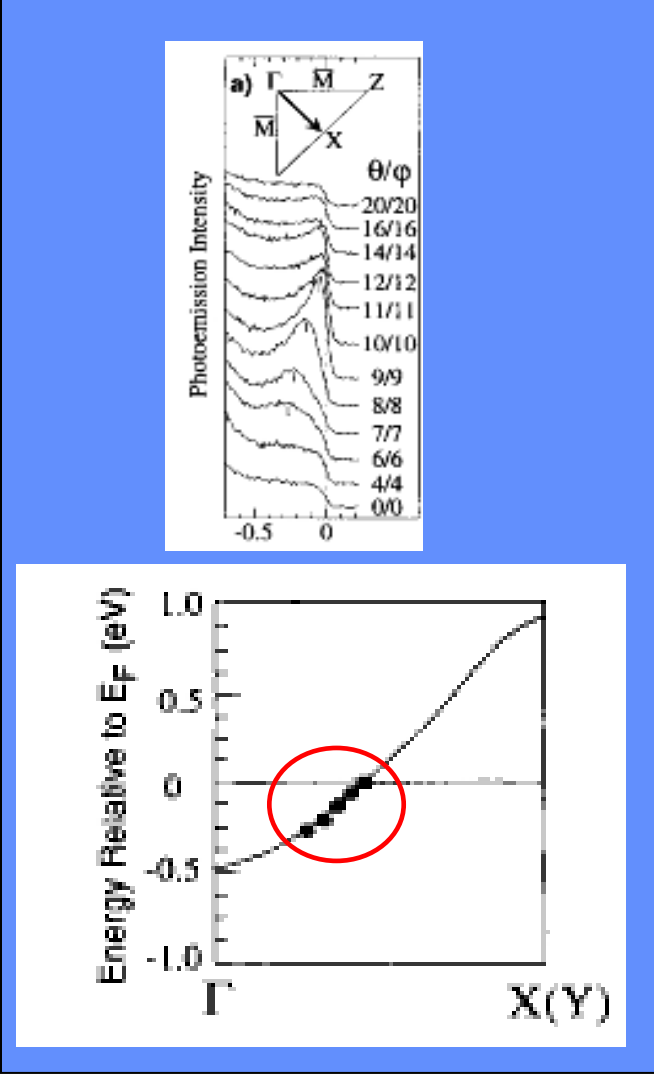 a) Γ M̅ Z
M̅
X
θ/φ
20/20
16/16
14/14
12/12
11/11
10/10
9/9
8/8
7/7
6/6
4/4
0/0
Photoemission Intensity
-0.5 0
Energy Relative to E_F (eV)
1.0
0.5
0
-0.5
-1.0
Γ X(Y)